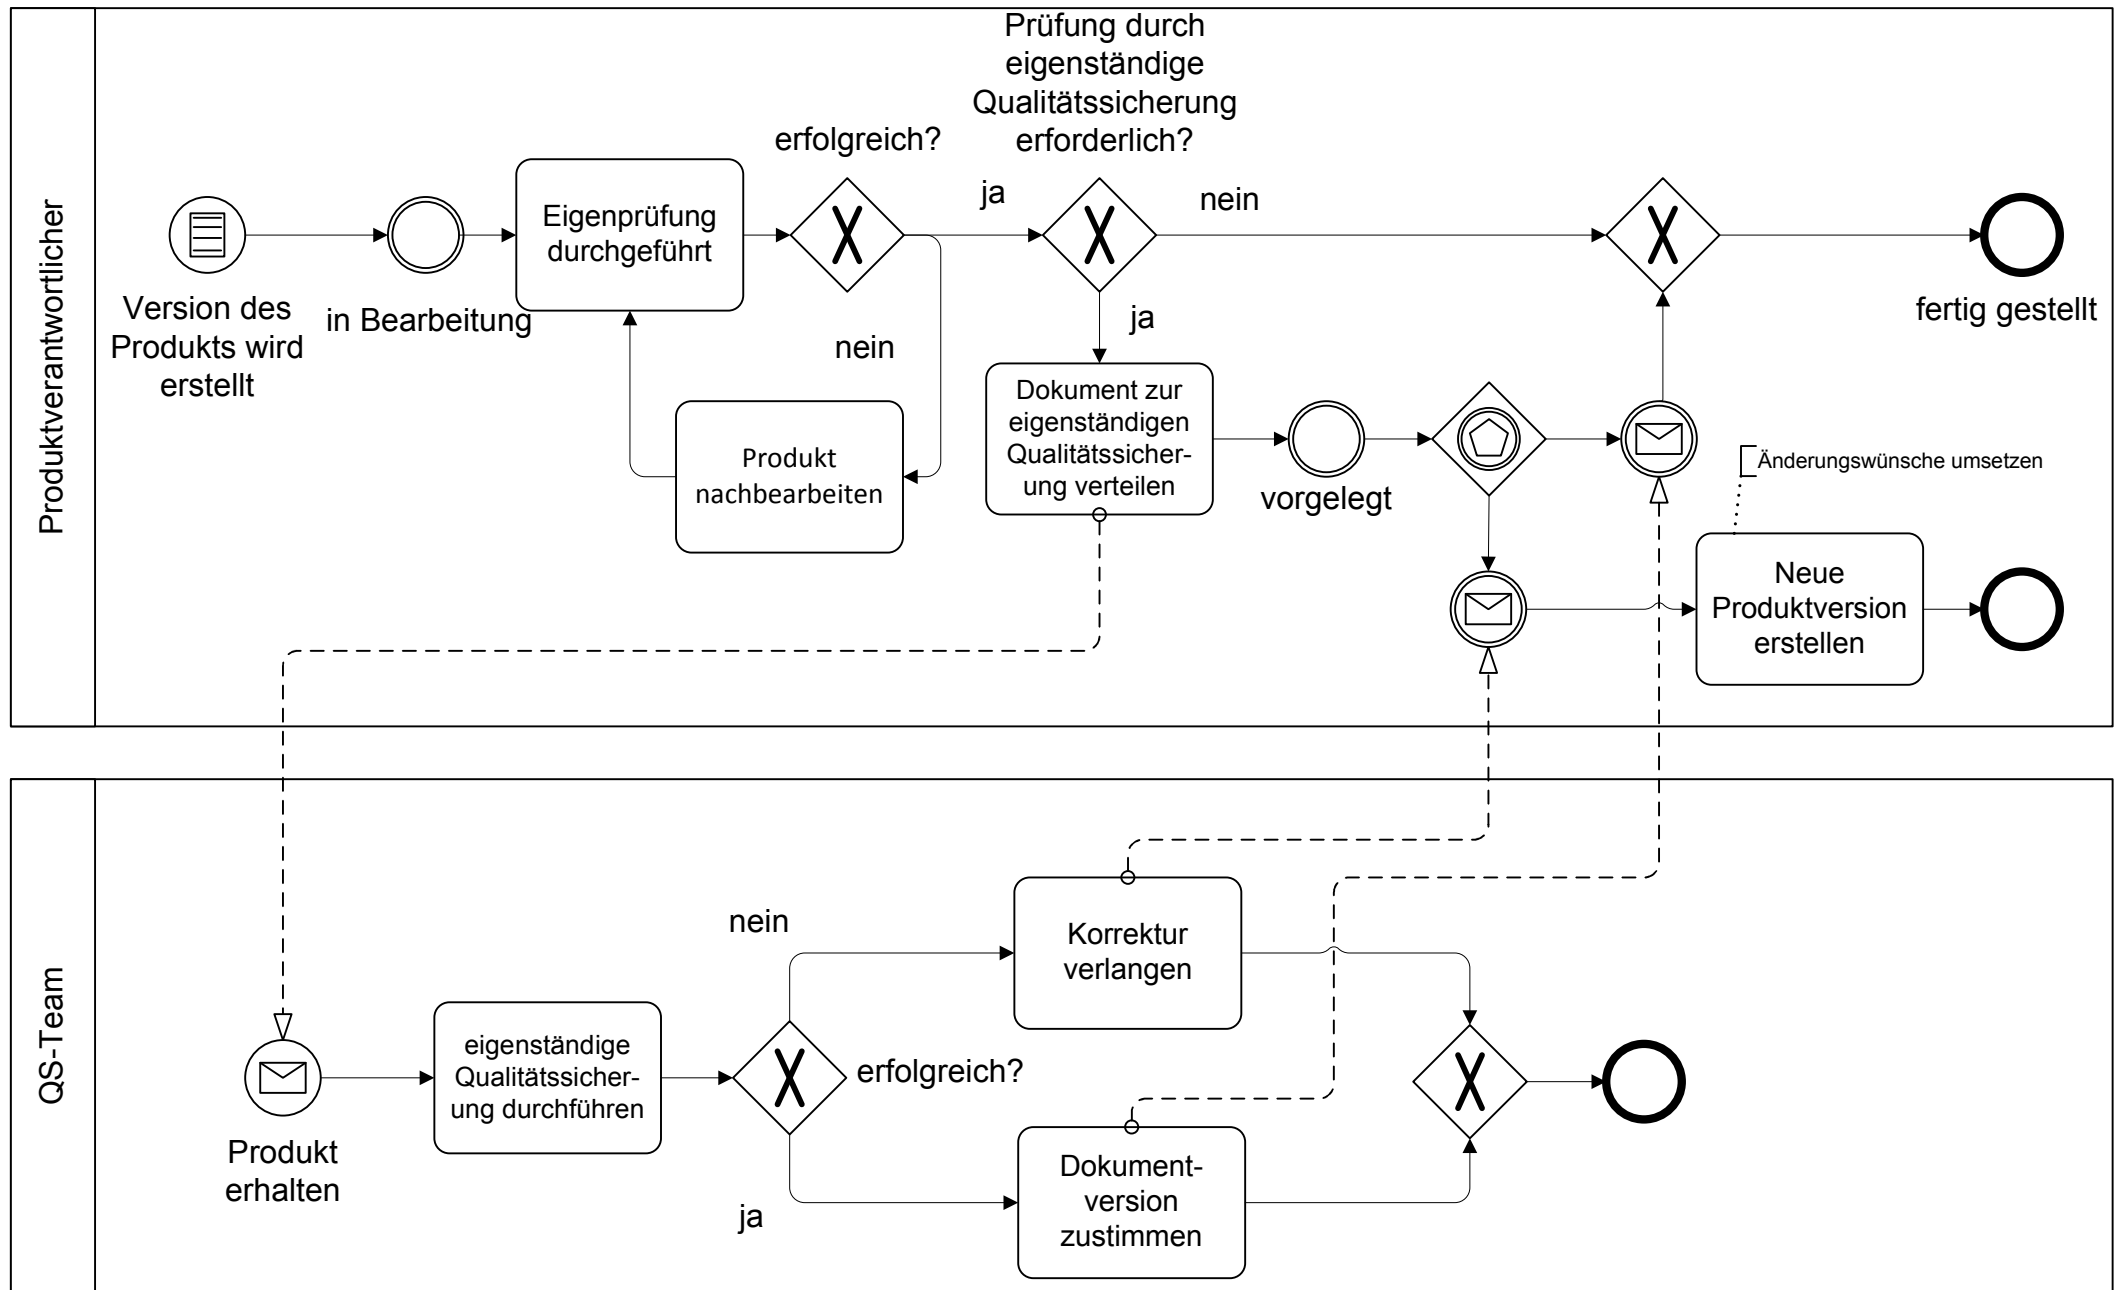 Produktverantwortlicher
Prüfung durch
eigenständige
Qualitätssicherung
erforderlich?
erfolgreich?
ja
nein
Eigenprüfung
durchgeführt
Version des
Produkts wird
erstellt
in Bearbeitung
fertig gestellt
nein
ja
Produkt
nachbearbeiten
Dokument zur
eigenständigen
Qualitätssicher-
ung verteilen
vorgelegt
Änderungswünsche umsetzen
Neue
Produktversion
erstellen
QS-Team
nein
Korrektur
verlangen
eigenständige
Qualitätssicher-
ung durchführen
erfolgreich?
Produkt
erhalten
ja
Dokument-
version
zustimmen